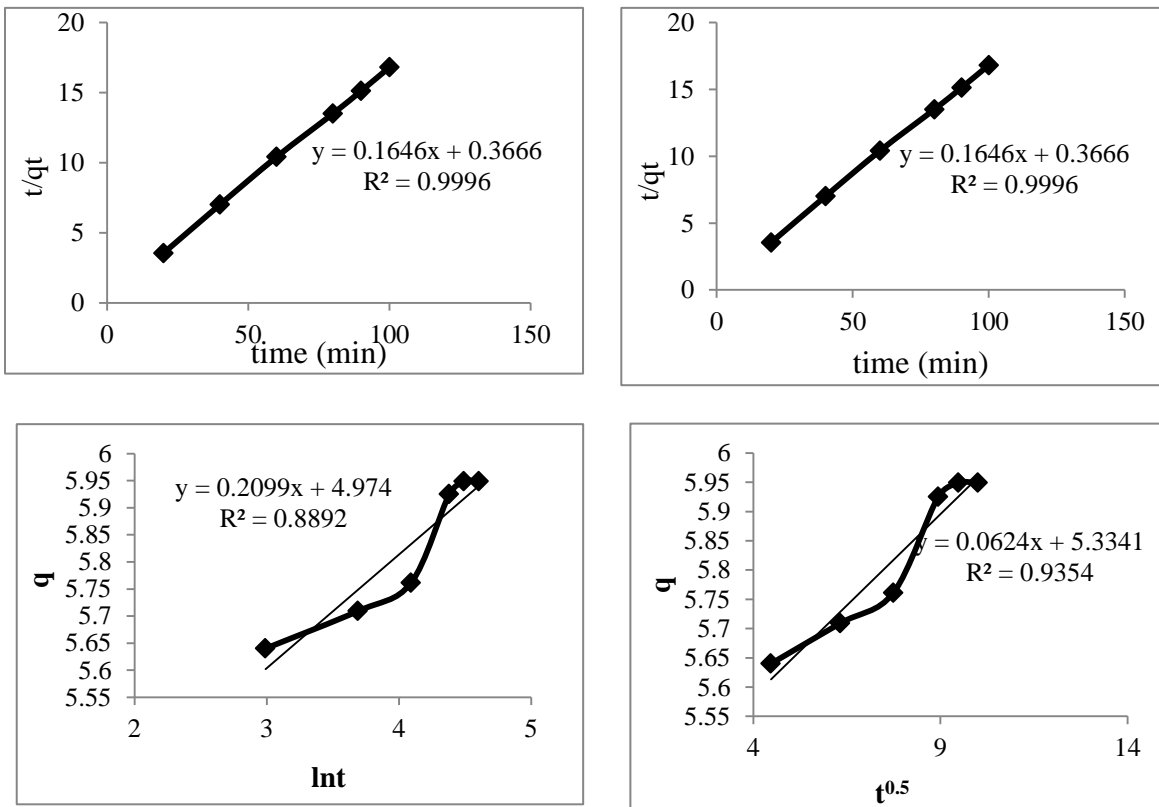 20
15
10
5
0
t/qt
y = 0.1646x + 0.3666
R² = 0.9996
0 50 100 150
time (min)
20
15
10
5
0
t/qt
y = 0.1646x + 0.3666
R² = 0.9996
0 50 100 150
time (min)
6
5.95
5.9
5.85
5.8
5.75
5.7
5.65
5.6
5.55
q
y = 0.2099x + 4.974
R² = 0.8892
2 3 4 5
lnt
6
5.95
5.9
5.85
5.8
5.75
5.7
5.65
5.6
5.55
q
y = 0.0624x + 5.3341
R² = 0.9354
4 9 14
t⁰·⁵